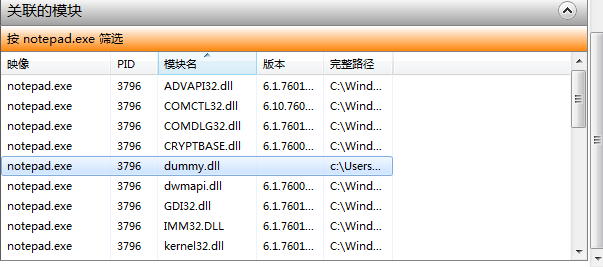 关联的模块
按 notepad.exe 筛选
映像 PID 模块名 版本 完整路径
notepad.exe 3796 ADVAPI32.dll 6.1.7601... C:\Wind...
notepad.exe 3796 COMCTL32.dll 6.10.760... C:\Wind...
notepad.exe 3796 COMDLG32.dll 6.1.7601... C:\Wind...
notepad.exe 3796 CRYPTBASE.dll 6.1.7600... C:\Wind...
notepad.exe 3796 dummy.dll c:\Users...
notepad.exe 3796 dwmapi.dll 6.1.7600... C:\Wind...
notepad.exe 3796 GDI32.dll 6.1.7601... C:\Wind...
notepad.exe 3796 IMM32.DLL 6.1.7601... C:\Wind...
notepad.exe 3796 kernel32.dll 6.1.7601... C:\Wind...